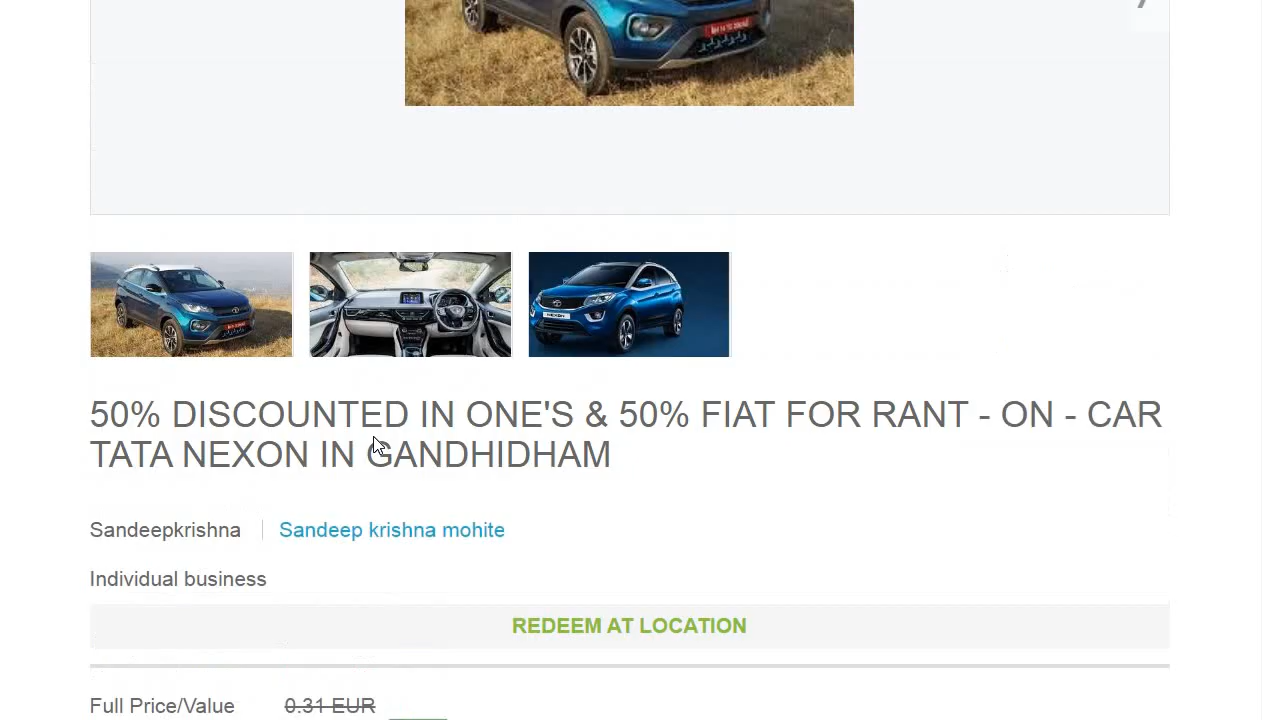 50% DISCOUNTED IN ONE'S & 50% FIAT FOR RANT - ON - CAR
TATA NEXON IN GANDHIDHAM
Sandeepkrishna
Sandeep krishna mohite
Individual business
REDEEM AT LOCATION
Full Price/Value 0.31 EUR